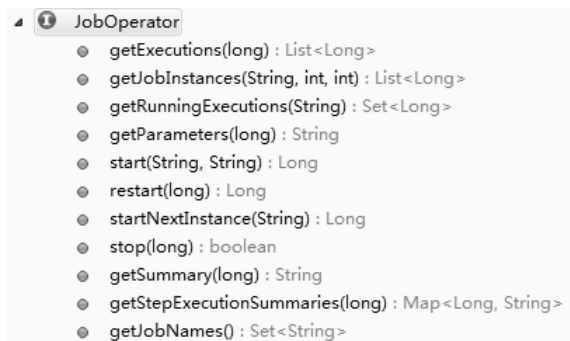 JobOperator
getExecutions(long) : List<Long>
getJobInstances(String, int, int) : List<Long>
getRunningExecutions(String) : Set<Long>
getParameters(long) : String
start(String, String) : Long
restart(long) : Long
startNextInstance(String) : Long
stop(long) : boolean
getSummary(long) : String
getStepExecutionSummaries(long) : Map<Long, String>
getJobNames() : Set<String>